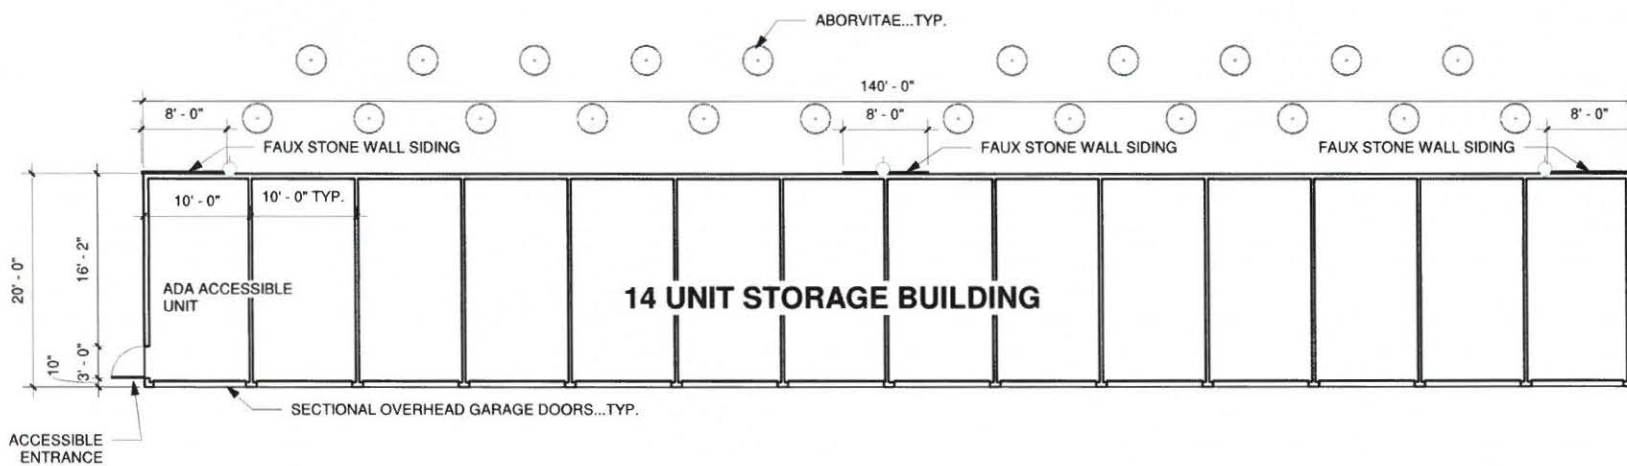 ABORVITAE...TYP.
140' - 0"
8' - 0"
8' - 0"
8' - 0"
FAUX STONE WALL SIDING
FAUX STONE WALL SIDING
FAUX STONE WALL SIDING
10' - 0"
10' - 0" TYP.
20' - 0"
16' - 2"
ADA ACCESSIBLE
UNIT
14 UNIT STORAGE BUILDING
10"
3' - 0"
SECTIONAL OVERHEAD GARAGE DOORS...TYP.
ACCESSIBLE
ENTRANCE